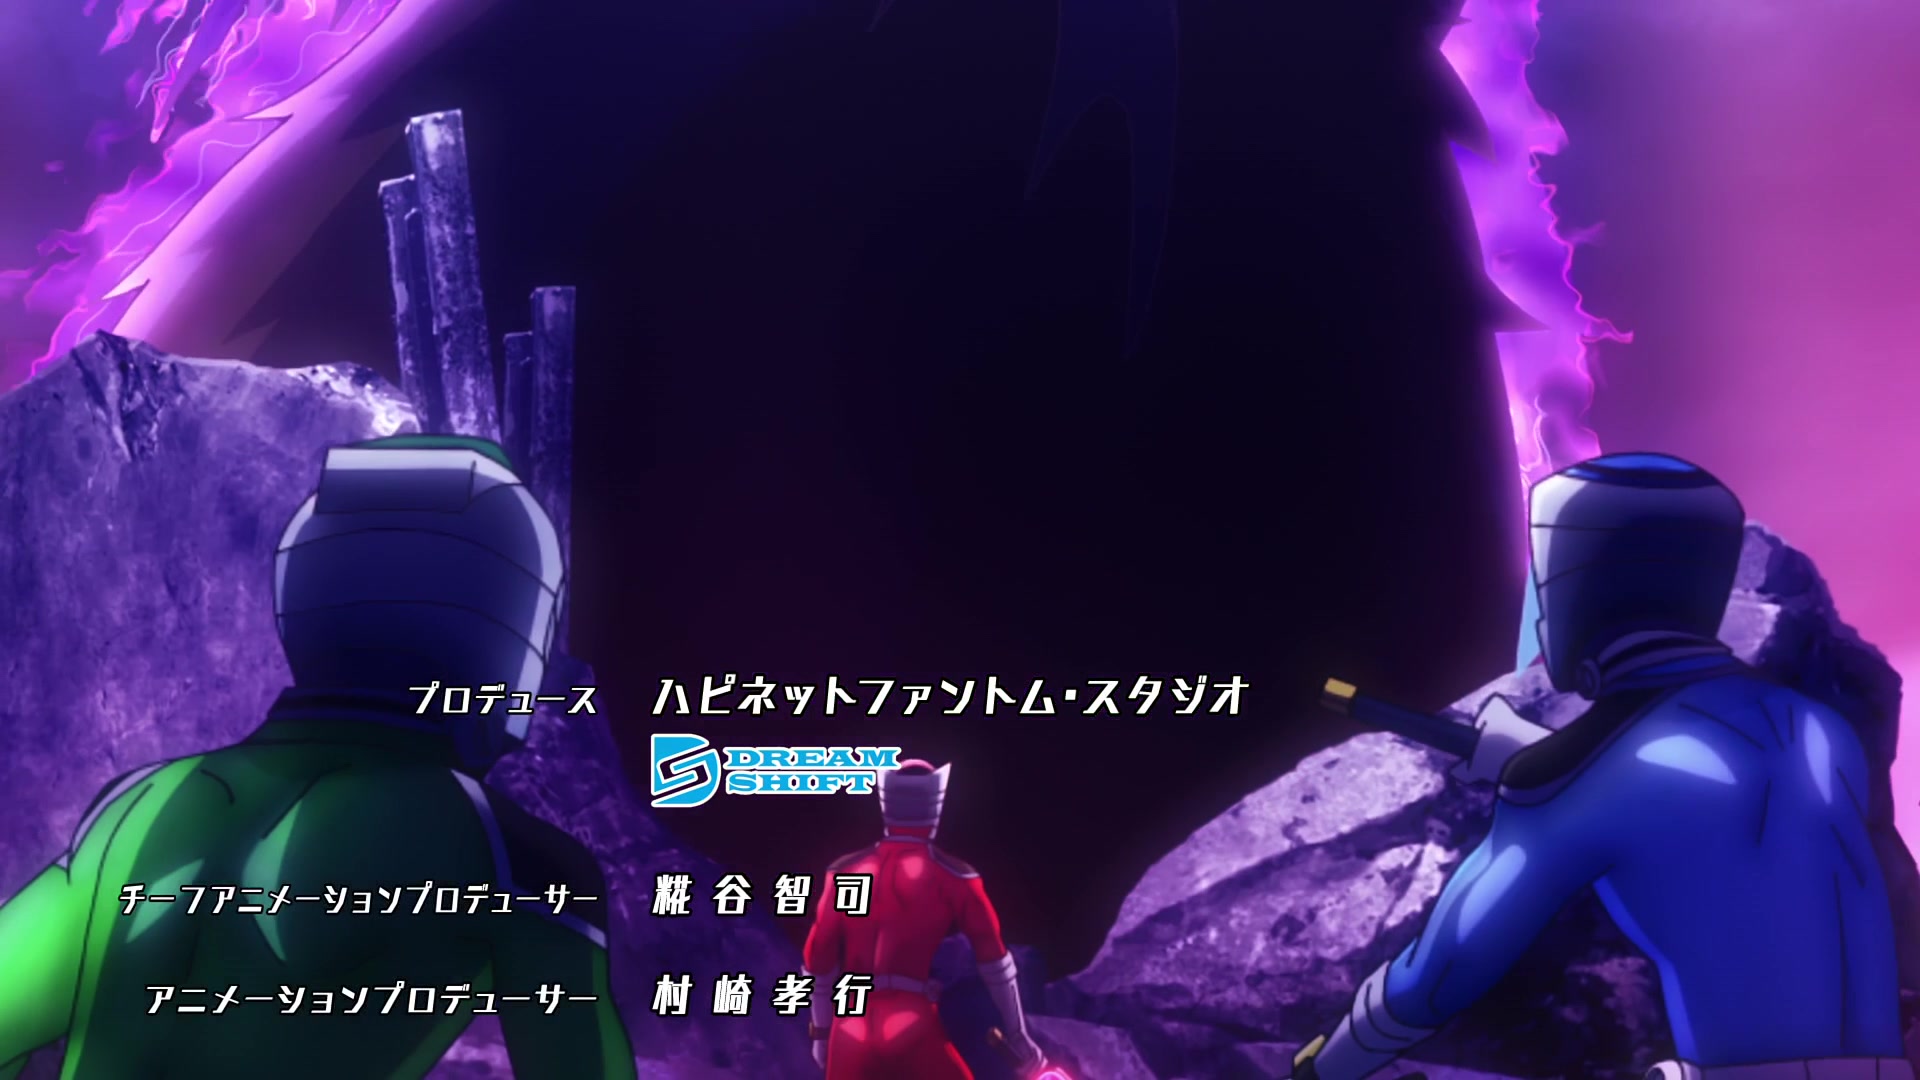 プロデュース ハピネットファントム・スタジオ
DREAM
SHIFT
チーフアニメーションプロデューサー 糀谷智司
アニメーションプロデューサー 村崎孝行